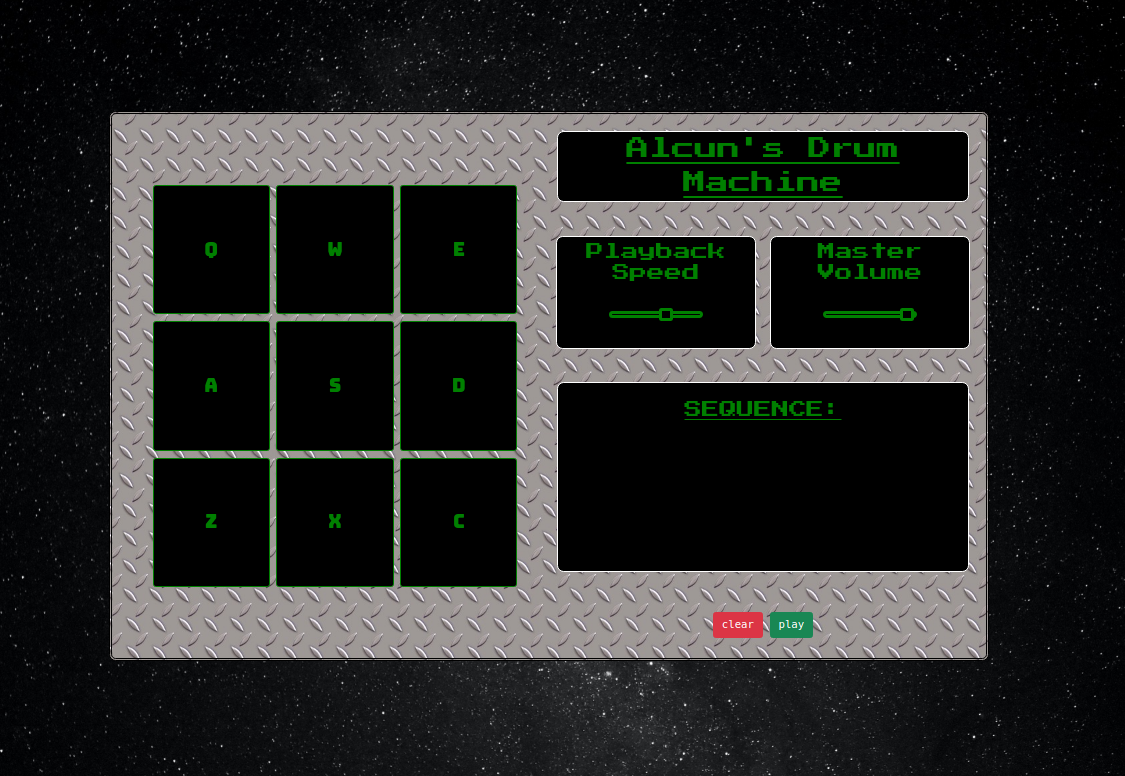 Alcun's Drum
Machine
Q W E
Playback
Speed
Master
Volume
A S D
SEQUENCE:
Z X C
clear play